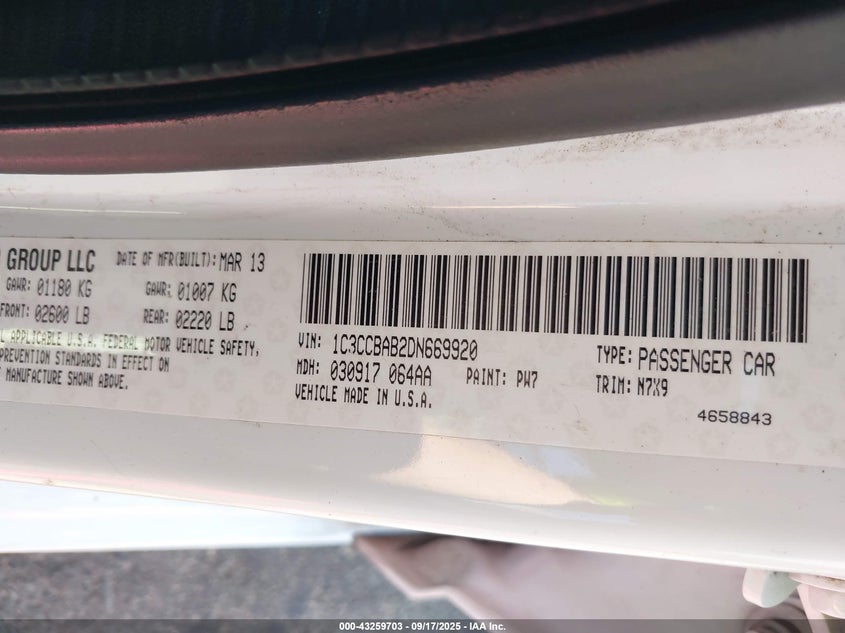 GROUP LLC DATE OF MFR(BUILT): MAR 13
GAWR: 01180 KG GAWR: 01007 KG
FRONT: 02600 LB REAR: 02220 LB
APPLICABLE U.S.A. FEDERAL MOTOR VEHICLE SAFETY,
PREVENTION STANDARDS IN EFFECT ON
MANUFACTURE SHOWN ABOVE.
VIN: 1C3CCBAB2DN669920 TYPE: PASSENGER CAR
MDH: 030917 064AA PAINT: PW7 TRIM: N7X9
VEHICLE MADE IN U.S.A.
4658843
000-43259703 - 09/17/2025 - IAA Inc.